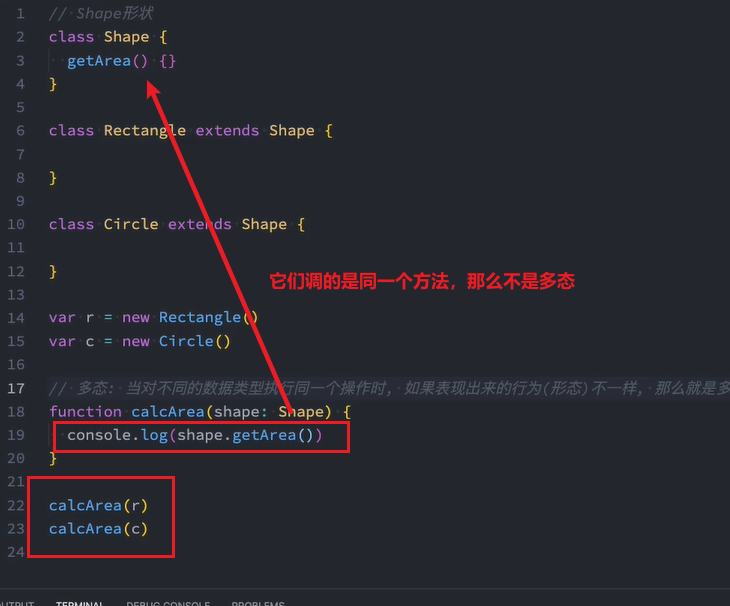 1 // Shape形状
2 class Shape {
3 getArea() {}
4 }
5
6 class Rectangle extends Shape {
7
8 }
9
10 class Circle extends Shape {
11
12 }
它们调的是同一个方法，那么不是多态
13
14 var r = new Rectangle()
15 var c = new Circle()
16
17 // 多态: 当对不同的数据类型执行同一个操作时, 如果表现出来的行为(形态)不一样, 那么就是多
18 function calcArea(shape: Shape) {
19 console.log(shape.getArea())
20 }
21
22 calcArea(r)
23 calcArea(c)
24
OUTPUT TERMINAL DEBUG CONSOLE PROBLEMS